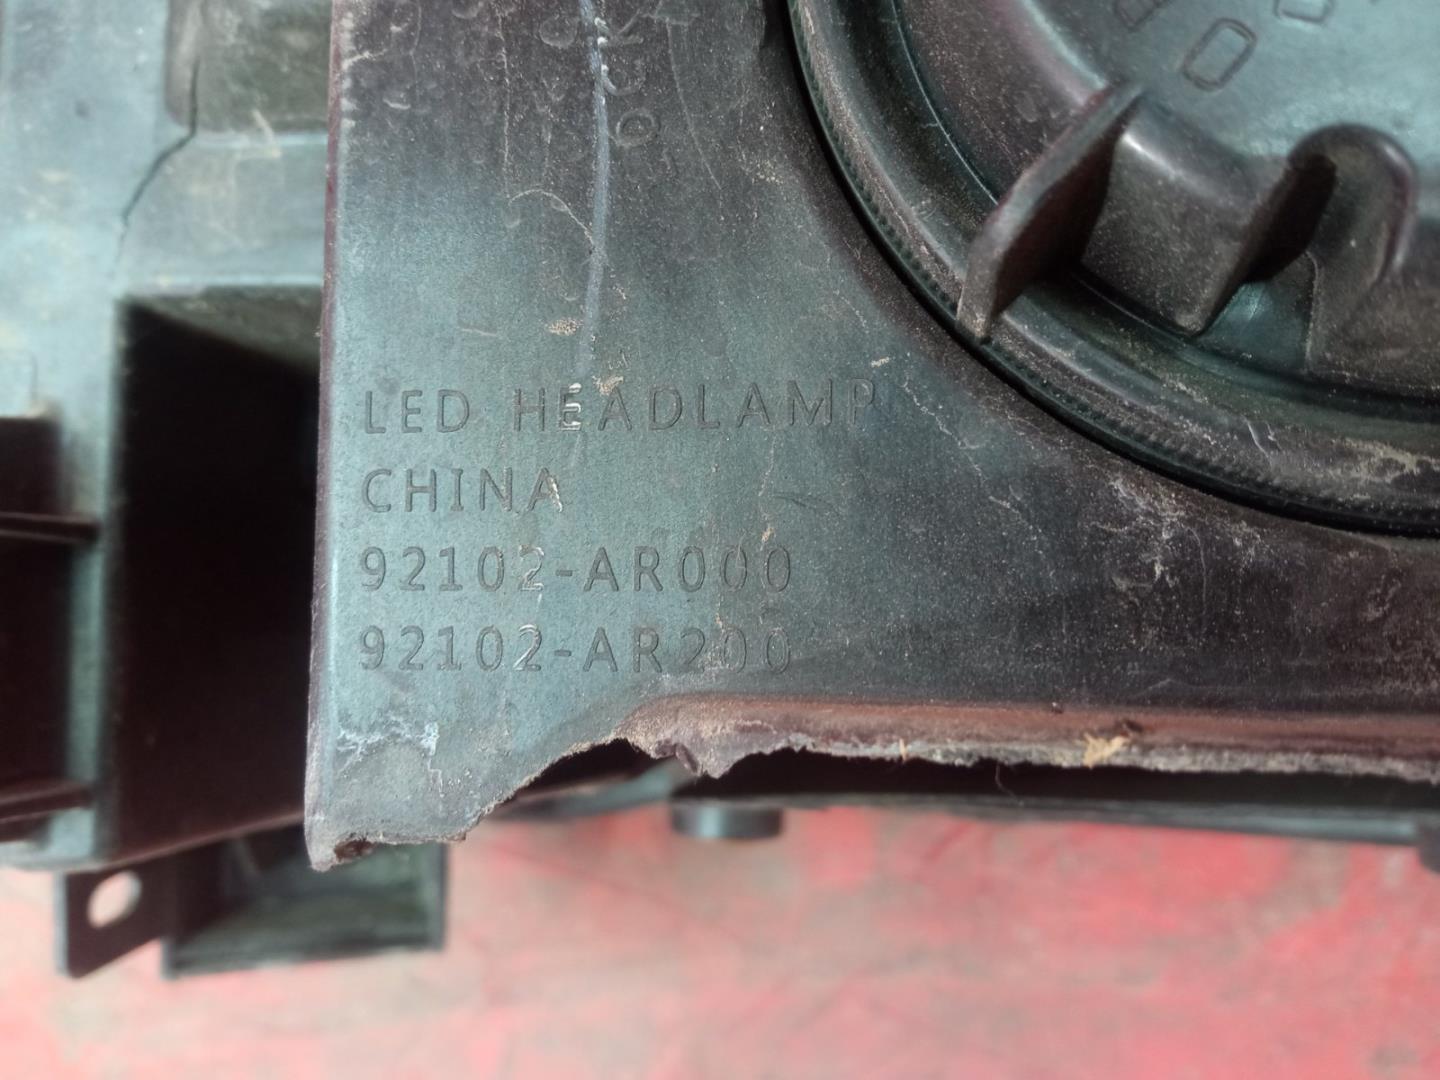 LED HEADLAMP
CHINA
92102-AR000
92102-AR200